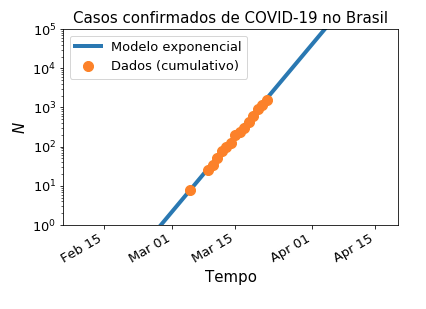 Casos confirmados de COVID-19 no Brasil
Modelo exponencial
Dados (cumulativo)
10^5
10^4
10^3
10^2
10^1
10^0
N
Feb 15
Mar 01
Mar 15
Apr 01
Apr 15
Tempo